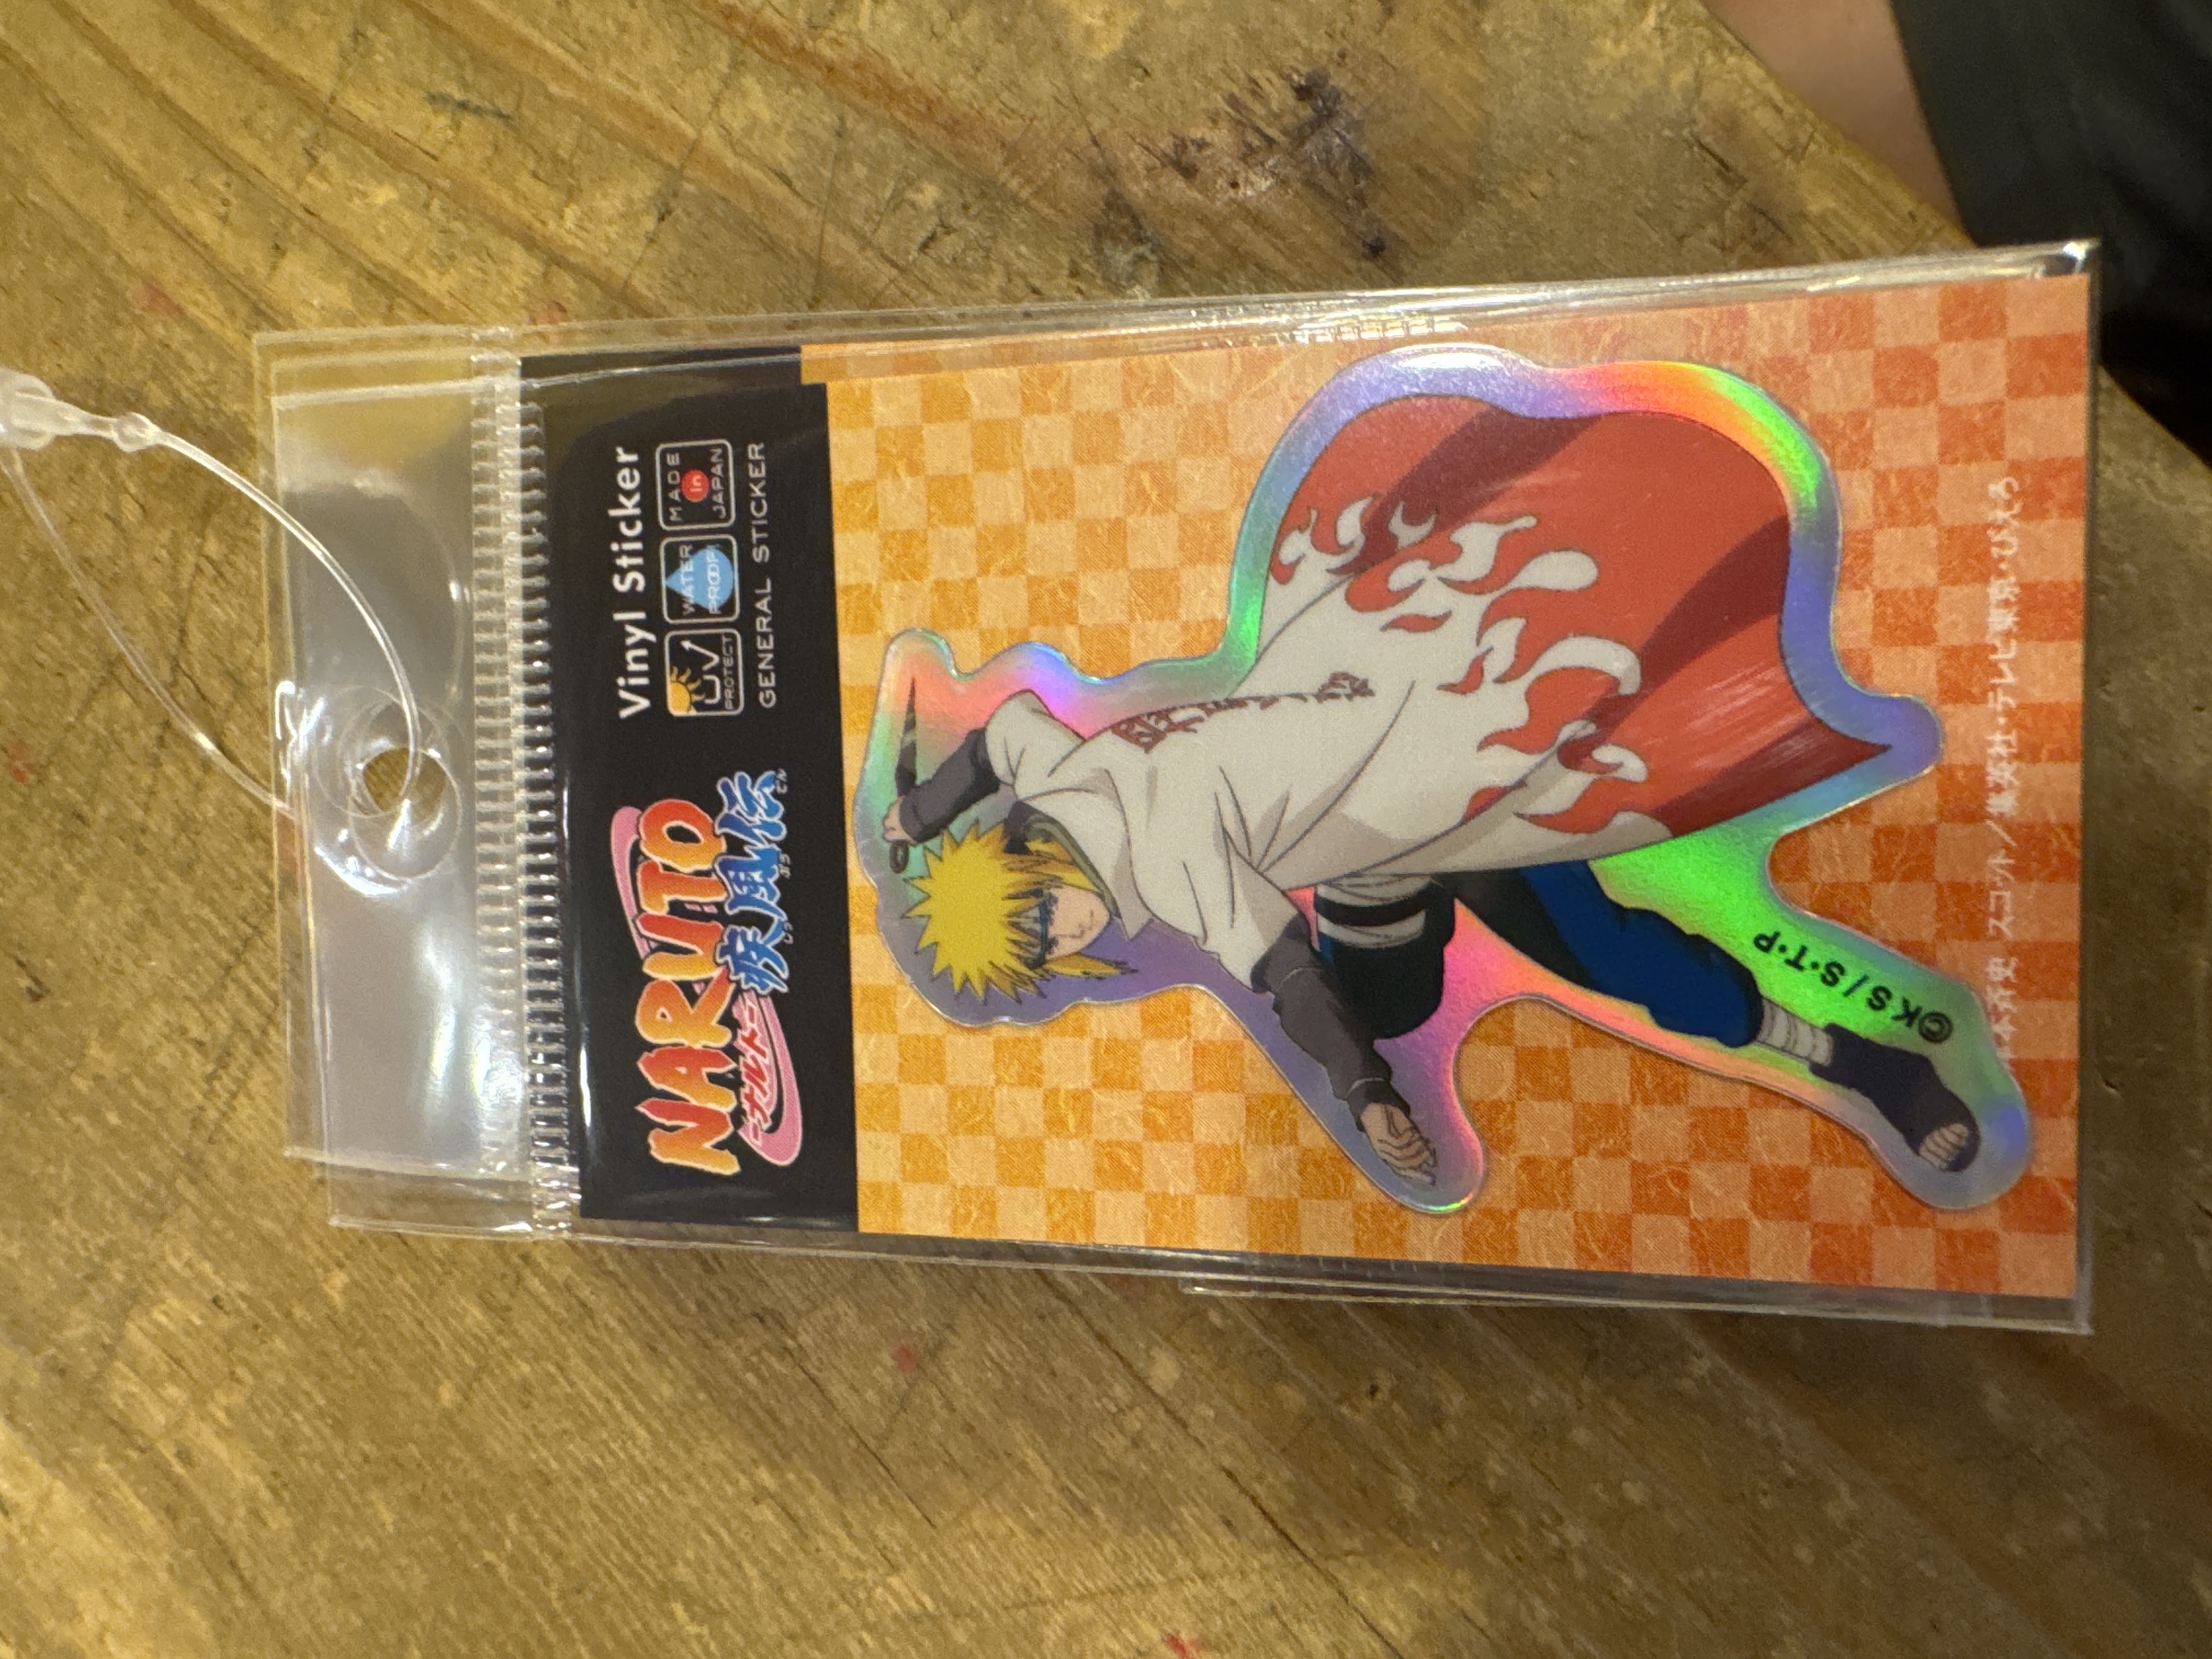 NARUTO
ーナルトー
疾風伝
しっぷうでん
Vinyl Sticker
UV PROTECT
WATER PROOF
MADE in JAPAN
GENERAL STICKER
©KS/S・T・P
岸本斉史 スコット/集英社・テレビ東京・ぴえろ